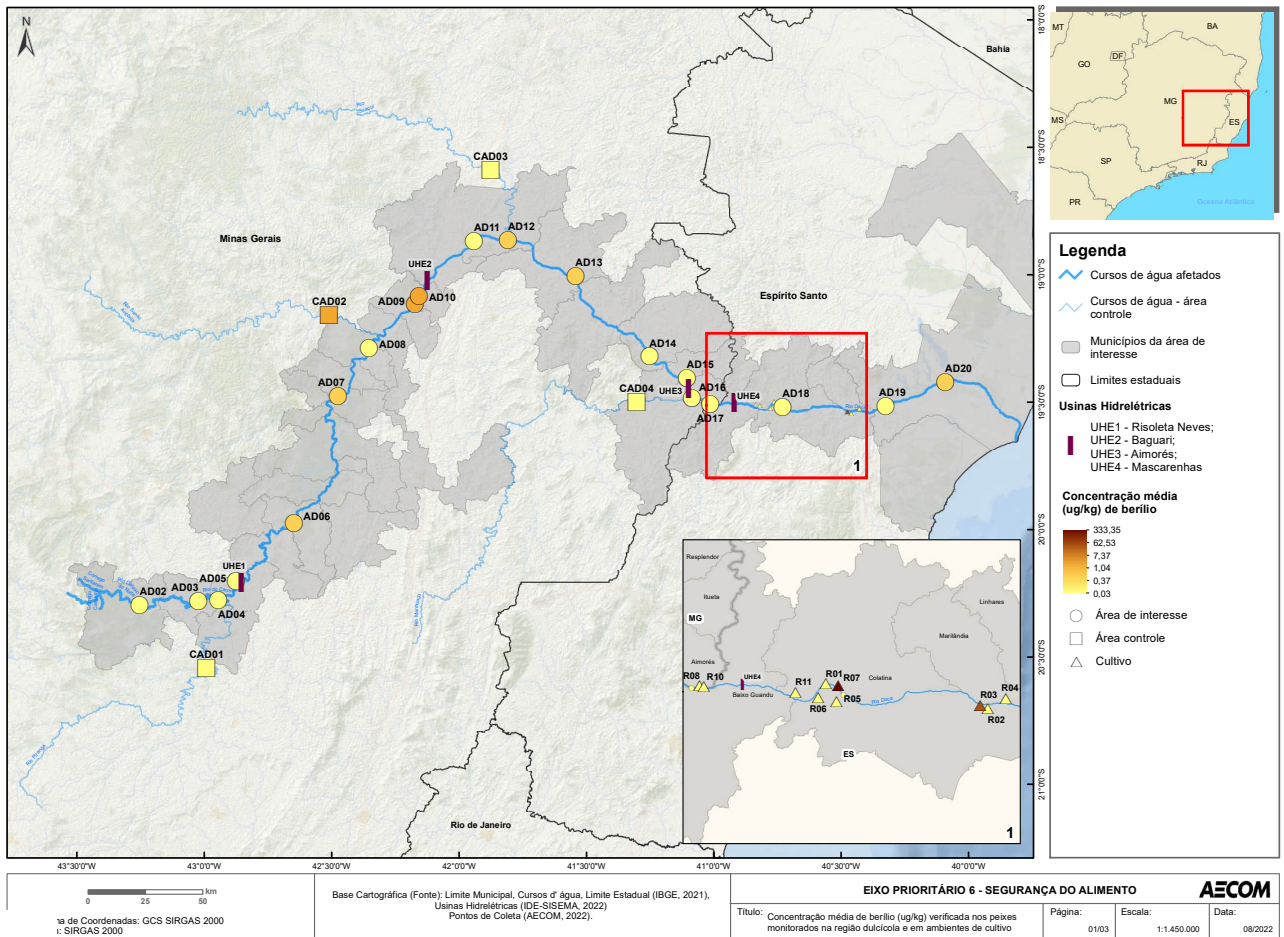 N
Bahia
Minas Gerais
Espírito Santo
Rio de Janeiro
CAD03
AD11
AD12
UHE2
AD13
AD09
AD10
CAD02
AD08
AD07
AD14
AD15
UHE3
AD16
CAD04
AD17
UHE4
AD18
AD19
AD20
1
AD06
UHE1
AD05
AD02
AD03
AD04
CAD01
Resplendor
Itueta
MG
Aimorés
R08
R10
UHE4
Baixo Guandu
R11
R01
R07
Colatina
R06
R05
Rio Doce
Marilândia
Linhares
R03
R04
R02
ES
1
43°30'0"W
43°0'0"W
42°30'0"W
42°0'0"W
41°30'0"W
41°0'0"W
40°30'0"W
40°0'0"W
18°0'0"S
18°30'0"S
19°0'0"S
19°30'0"S
20°0'0"S
20°30'0"S
21°0'0"S
MT
BA
DF
GO
MG
ES
MS
SP
RJ
PR
Oceano Atlântico
Legenda
Cursos de água afetados
Cursos de água - área
controle
Municípios da área de
interesse
Limites estaduais
Usinas Hidrelétricas
UHE1 - Risoleta Neves;
UHE2 - Baguari;
UHE3 - Aimorés;
UHE4 - Mascarenhas
Concentração média
(ug/kg) de berílio
333,35
62,53
7,37
1,04
0,37
0,03
Área de interesse
Área controle
Cultivo
km
0 25 50
na de Coordenadas: GCS SIRGAS 2000
: SIRGAS 2000
Base Cartográfica (Fonte): Limite Municipal, Cursos d' água, Limite Estadual (IBGE, 2021),
Usinas Hidrelétricas (IDE-SISEMA, 2022)
Pontos de Coleta (AECOM, 2022).
EIXO PRIORITÁRIO 6 - SEGURANÇA DO ALIMENTO
AECOM
Título:
Concentração média de berílio (ug/kg) verificada nos peixes
monitorados na região dulcícola e em ambientes de cultivo
Página:
01/03
Escala:
1:1.450.000
Data:
08/2022